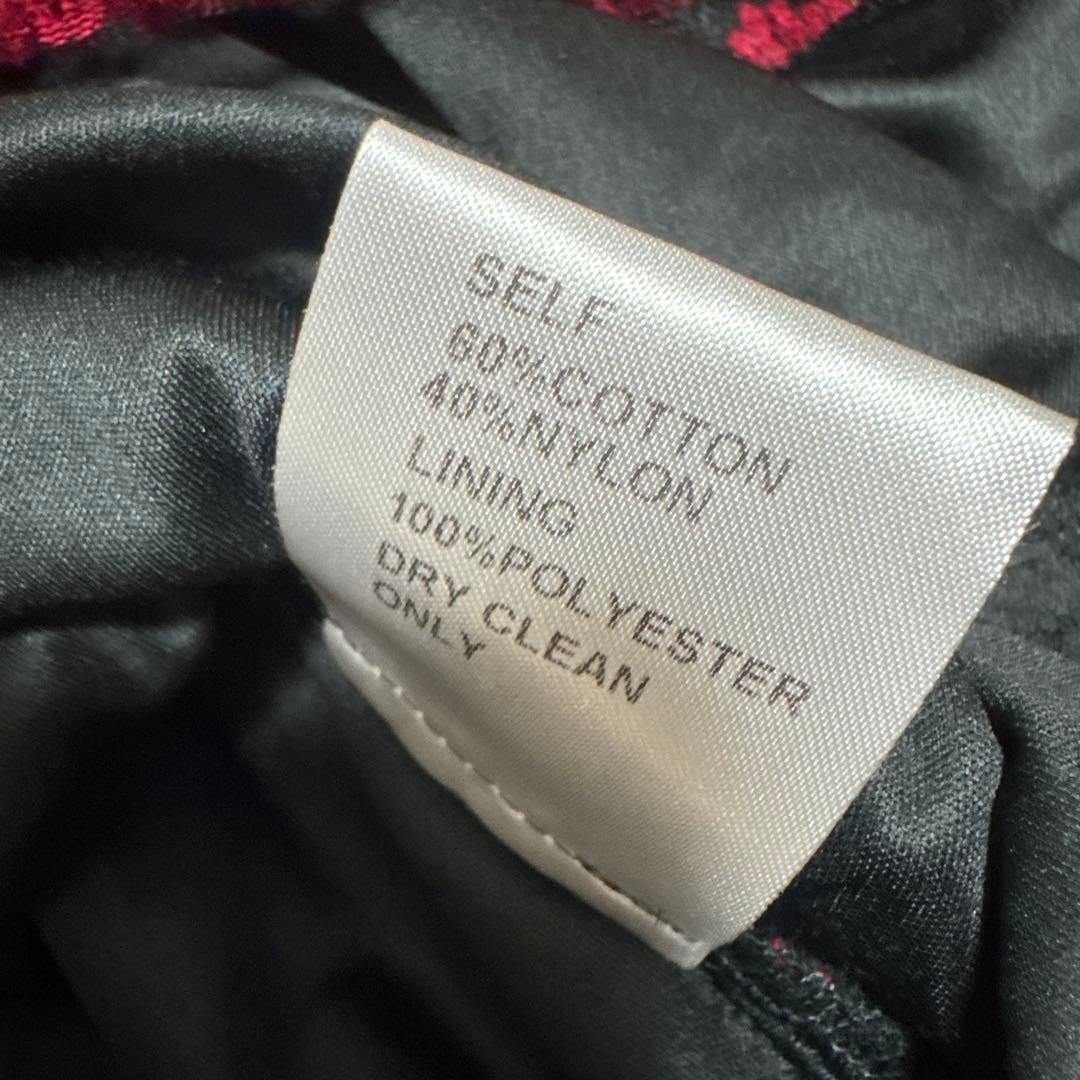 SELF
60%COTTON
40%NYLON
LINING
100%POLYESTER
DRY CLEAN
ONLY